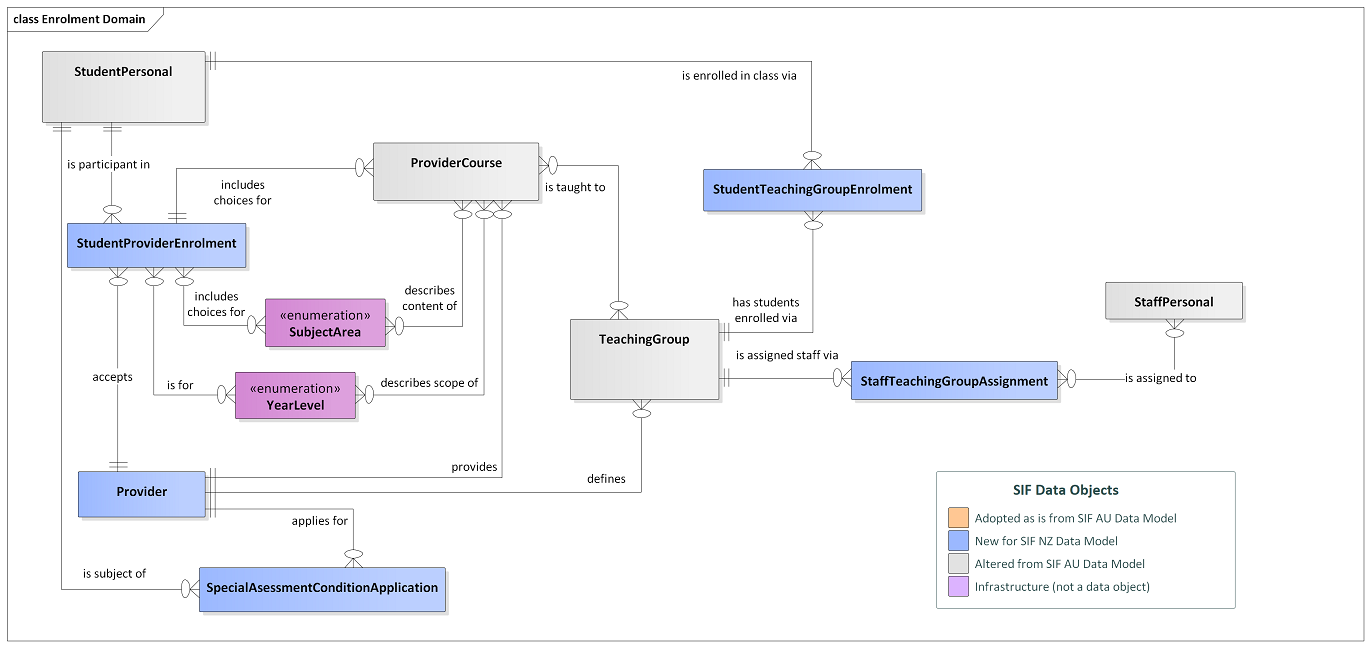 class Enrolment Domain
StudentPersonal
is enrolled in class via
is participant in
ProviderCourse
includes
choices for
is taught to
StudentTeachingGroupEnrolment
StudentProviderEnrolment
includes
choices for
describes
content of
«enumeration»
SubjectArea
has students
enrolled via
StaffPersonal
TeachingGroup
is assigned staff via
accepts
is for
«enumeration»
YearLevel
describes scope of
StaffTeachingGroupAssignment
is assigned to
provides
defines
Provider
applies for
is subject of
SpecialAsessmentConditionApplication
SIF Data Objects
Adopted as is from SIF AU Data Model
New for SIF NZ Data Model
Altered from SIF AU Data Model
Infrastructure (not a data object)